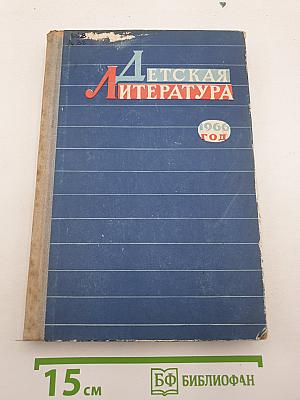 ДЕТСКАЯ
ЛИТЕРАТУРА
1966
ГОД
15 см
БФ БИБЛИОФАН